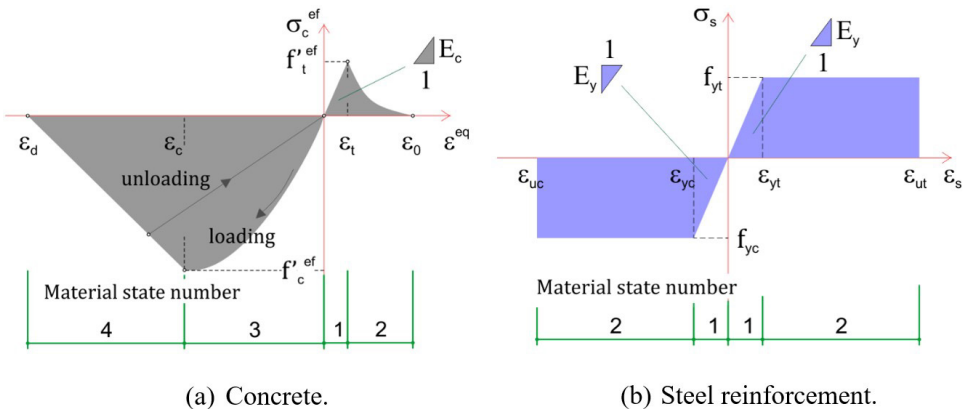 σc ef
f't ef
Ec
1
εd
εc
εt
ε0
εeq
unloading
loading
f'c ef
Material state number
4
3
1
2
(a) Concrete.
σs
1
Ey
Ey
1
fyt
εuc
εyc
εyt
εut
εs
fyc
Material state number
2
1
1
2
(b) Steel reinforcement.